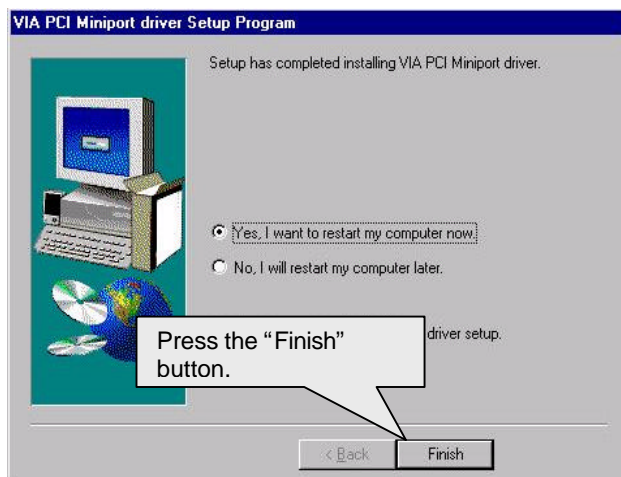 VIA PCI Miniport driver Setup Program
Setup has completed installing VIA PCI Miniport driver.
Yes, I want to restart my computer now.
No, I will restart my computer later.
driver setup.
Press the “Finish”
button.
< Back
Finish